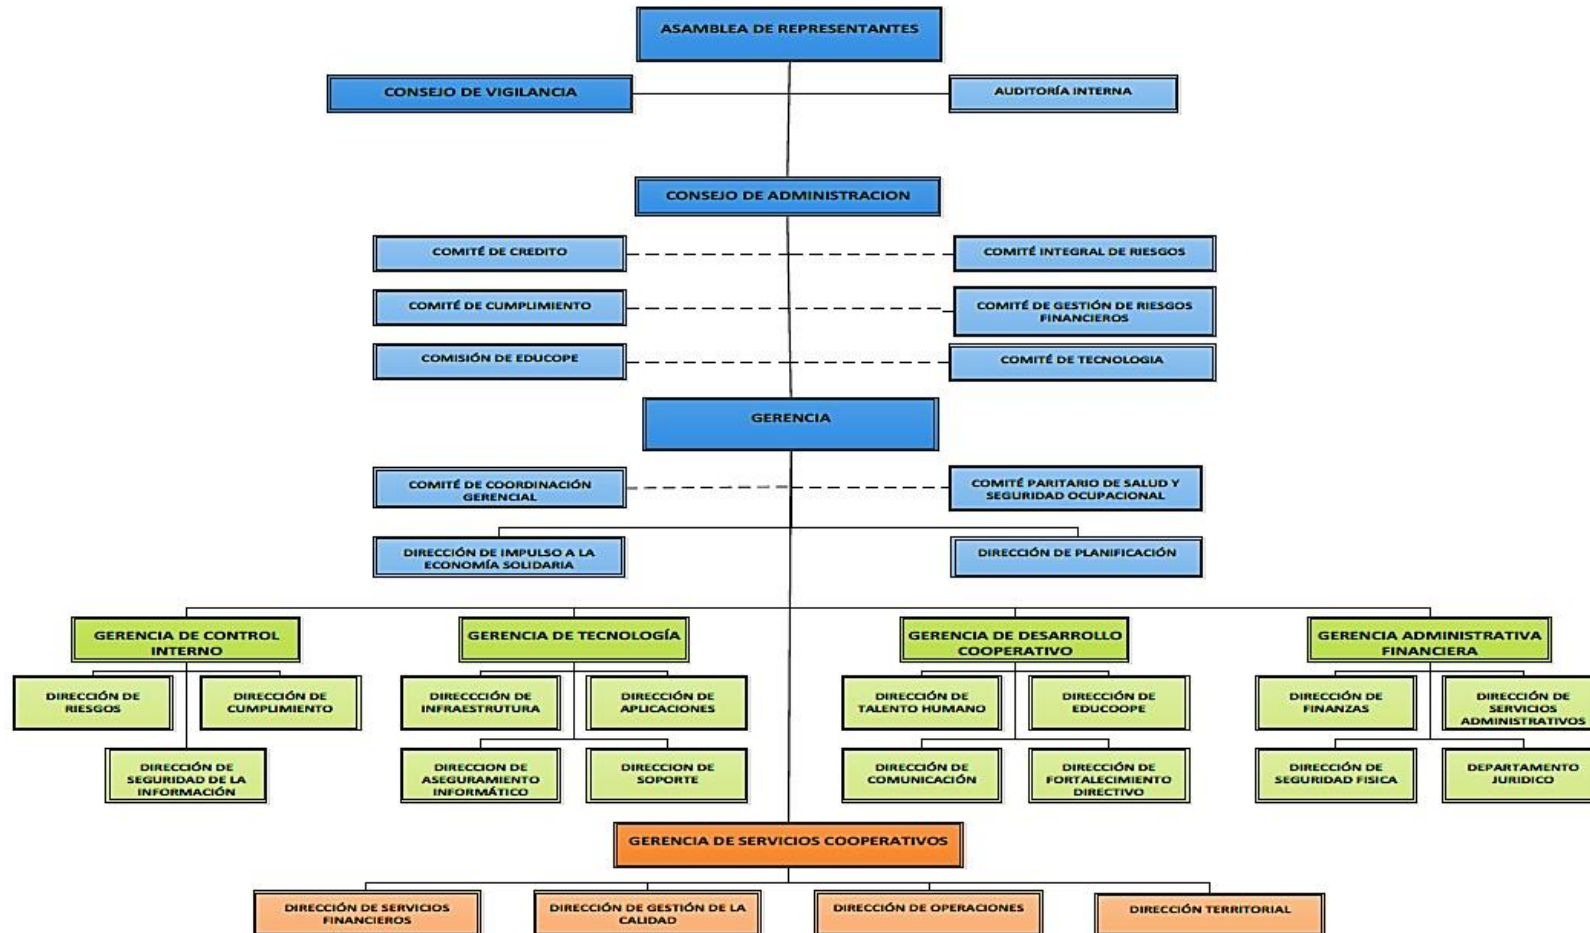 ASAMBLEA DE REPRESENTANTES
CONSEJO DE VIGILANCIA
AUDITORÍA INTERNA
CONSEJO DE ADMINISTRACION
COMITÉ DE CREDITO
COMITÉ INTEGRAL DE RIESGOS
COMITÉ DE CUMPLIMIENTO
COMITÉ DE GESTIÓN DE RIESGOS
FINANCIEROS
COMISIÓN DE EDUCOPE
COMITÉ DE TECNOLOGIA
GERENCIA
COMITÉ DE COORDINACIÓN
GERENCIAL
COMITÉ PARITARIO DE SALUD Y
SEGURIDAD OCUPACIONAL
DIRECCIÓN DE IMPULSO A LA
ECONOMÍA SOLIDARIA
DIRECCIÓN DE PLANIFICACIÓN
GERENCIA DE CONTROL
INTERNO
GERENCIA DE TECNOLOGÍA
GERENCIA DE DESARROLLO
COOPERATIVO
GERENCIA ADMINISTRATIVA
FINANCIERA
DIRECCIÓN DE
RIESGOS
DIRECCIÓN DE
CUMPLIMIENTO
DIRECCCIÓN DE
INFRAESTRUTURA
DIRECCIÓN DE
APLICACIONES
DIRECCIÓN DE
TALENTO HUMANO
DIRECCIÓN DE
EDUCOOPE
DIRECCIÓN DE
FINANZAS
DIRECCIÓN DE
SERVICIOS
ADMINISTRATIVOS
DIRECCIÓN DE
SEGURIDAD DE LA
INFORMACIÓN
DIRECCION DE
ASEGURAMIENTO
INFORMÁTICO
DIRECCION DE
SOPORTE
DIRECCIÓN DE
COMUNICACIÓN
DIRECCIÓN DE
FORTALECIMIENTO
DIRECTIVO
DIRECCIÓN DE
SEGURIDAD FISICA
DEPARTAMENTO
JURIDICO
GERENCIA DE SERVICIOS COOPERATIVOS
DIRECCIÓN DE SERVICIOS
FINANCIEROS
DIRECCIÓN DE GESTIÓN DE LA
CALIDAD
DIRECCIÓN DE OPERACIONES
DIRECCIÓN TERRITORIAL